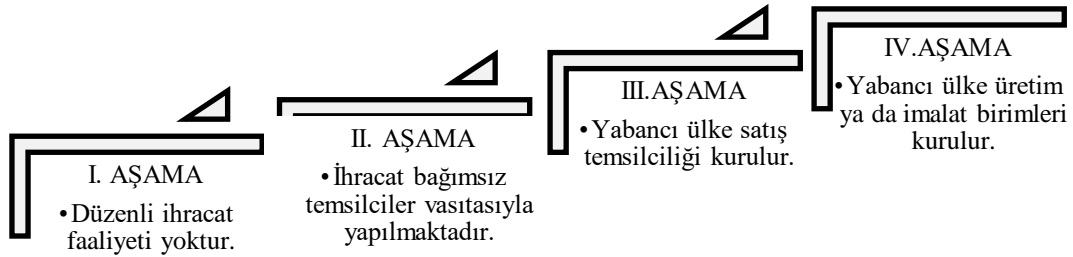 I. AŞAMA
•Düzenli ihracat
faaliyeti yoktur.
II. AŞAMA
•İhracat bağımsız
temsilciler vasıtasıyla
yapılmaktadır.
III.AŞAMA
•Yabancı ülke satış
temsilciliği kurulur.
IV.AŞAMA
•Yabancı ülke üretim
ya da imalat birimleri
kurulur.